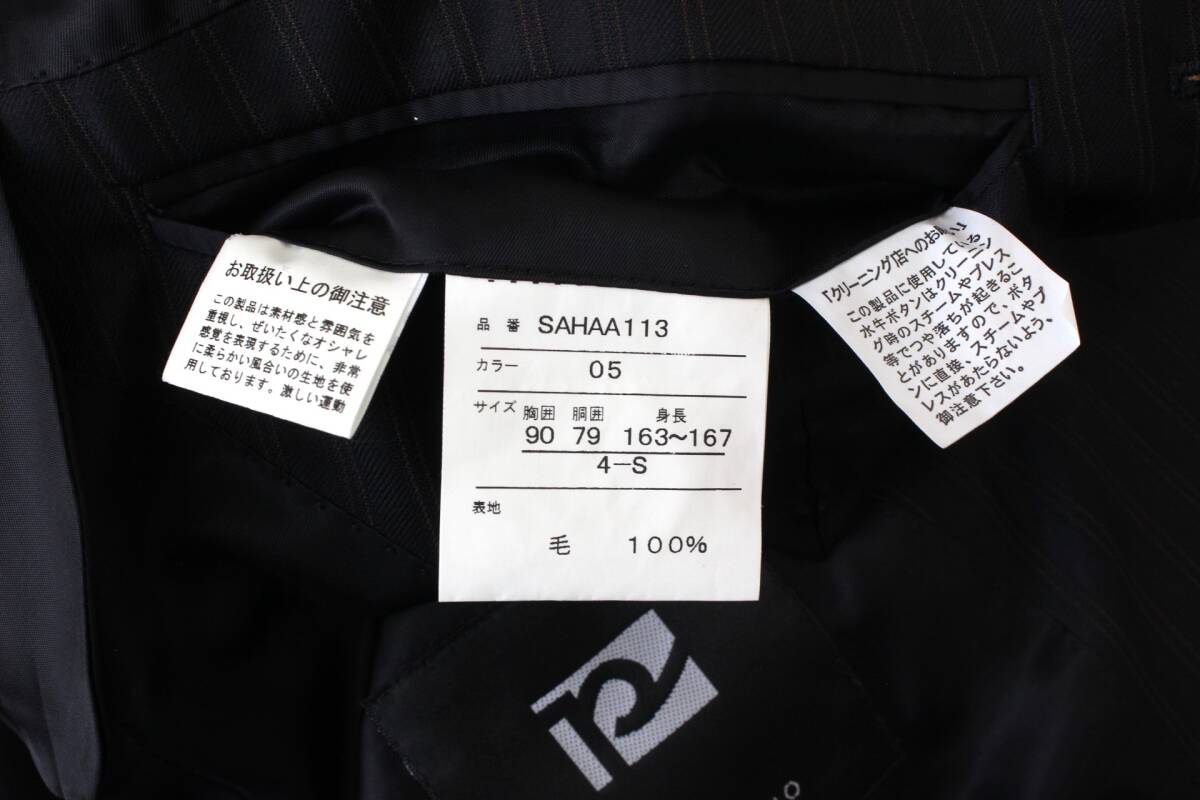 お取扱い上の御注意
この製品は素材感と雰囲気を
重視し、ぜいたくなオシャレ
感覚を表現するために、非常
に柔らかい風合いの生地を使
用しております。激しい運動
品番 SAHAA113
カラー 05
サイズ 胸囲 胴囲 身長
90 79 163〜167
4-S
表地
毛 100%
「クリーニング店へのお願い」
この製品に使用している
水牛ボタンはクリーニン
グ時のスチームやプレス
等でつや落ちが起きるこ
とがありますので、ボタ
ンに直接、スチームやプ
レスがあたらないよう、
御注意下さい。